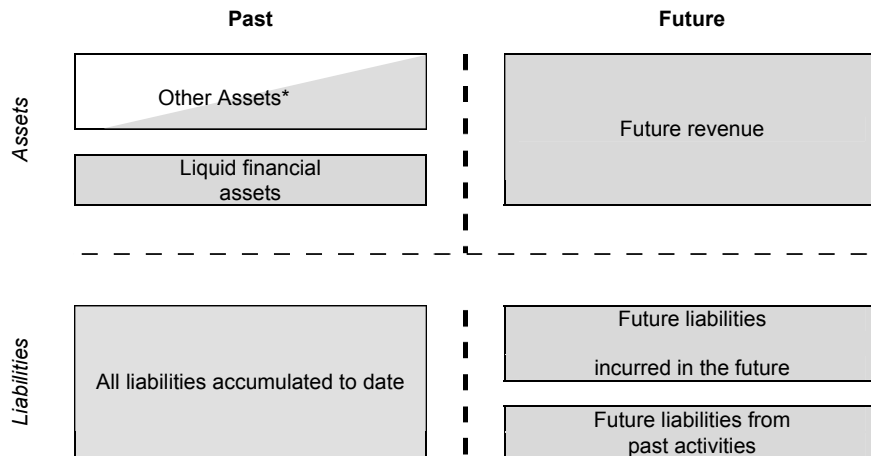 Past
Future
Assets
Other Assets*
Liquid financial
assets
Future revenue
Liabilities
All liabilities accumulated to date
Future liabilities
incurred in the future
Future liabilities from
past activities